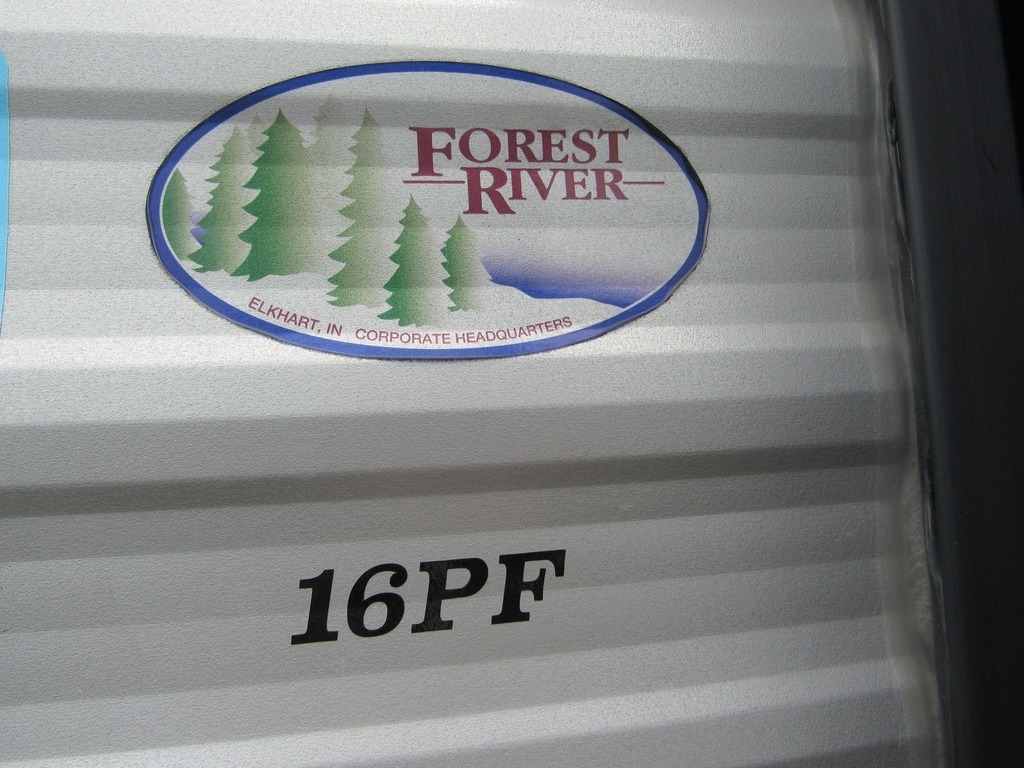 FOREST
RIVER
ELKHART, IN CORPORATE HEADQUARTERS
16PF